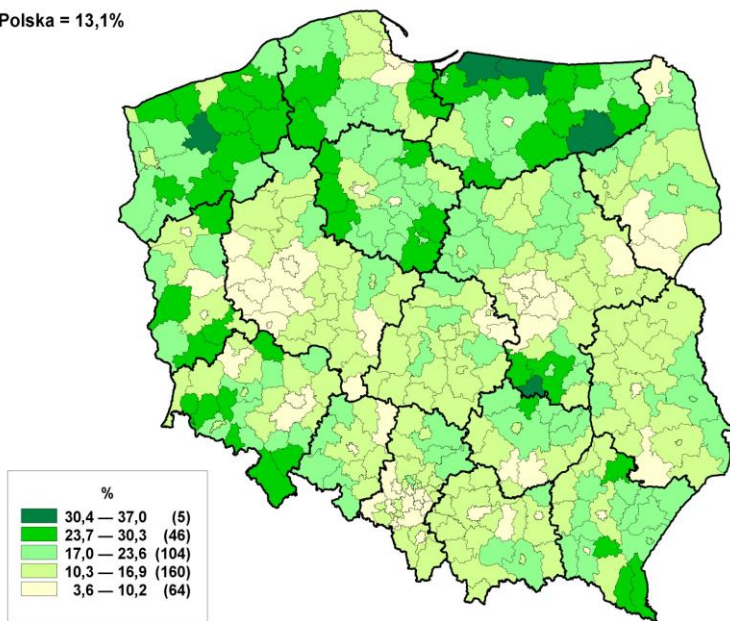 Polska = 13,1%
%
30,4 — 37,0 (5)
23,7 — 30,3 (46)
17,0 — 23,6 (104)
10,3 — 16,9 (160)
3,6 — 10,2 (64)